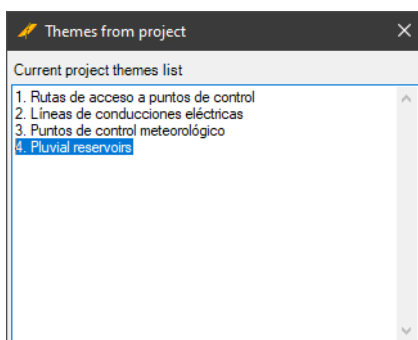 Themes from project
Current project themes list
1. Rutas de acceso a puntos de control
2. Líneas de conducciones eléctricas
3. Puntos de control meteorológico
4. Pluvial reservoirs